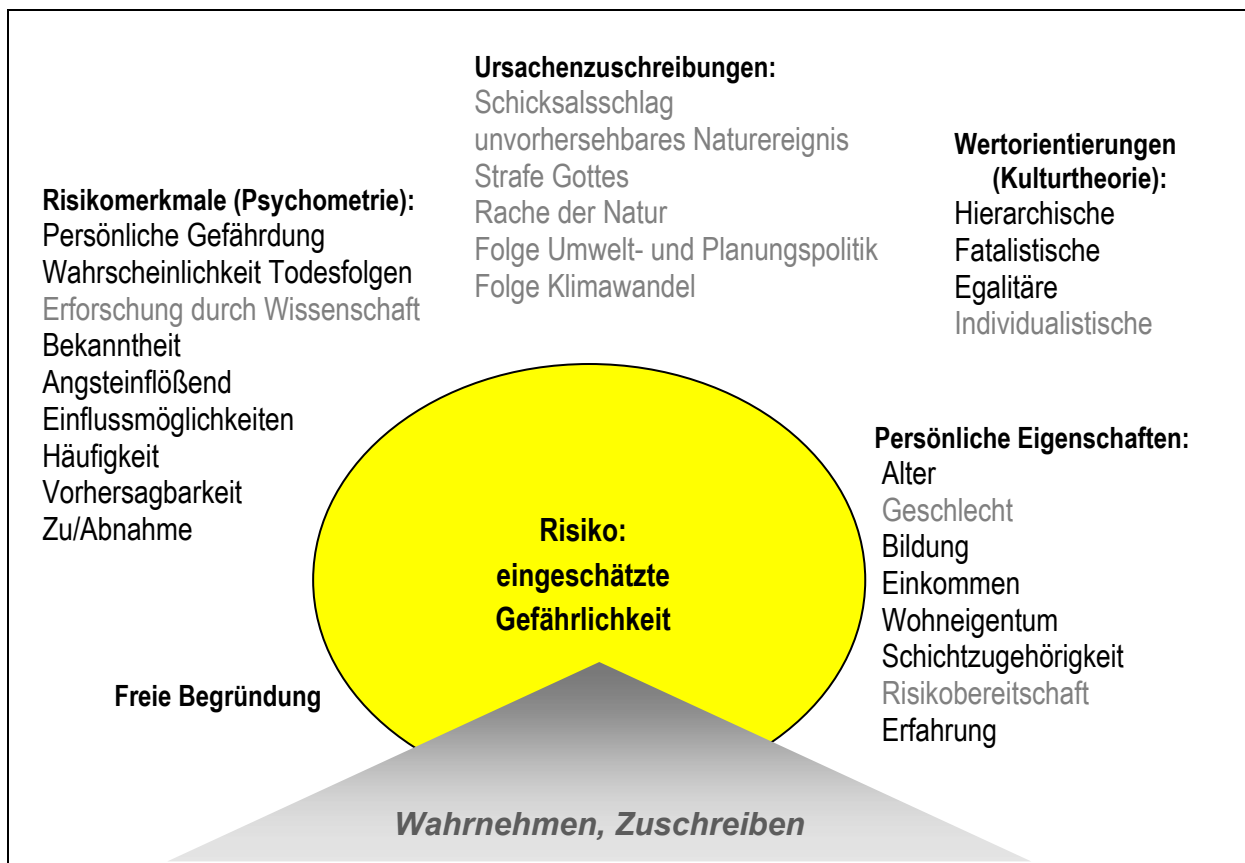 Ursachenzuschreibungen:
Schicksalsschlag
unvorhersehbares Naturereignis
Strafe Gottes
Rache der Natur
Folge Umwelt- und Planungspolitik
Folge Klimawandel
Wertorientierungen
(Kulturtheorie):
Hierarchische
Fatalistische
Egalitäre
Individualistische
Risikomerkmale (Psychometrie):
Persönliche Gefährdung
Wahrscheinlichkeit Todesfolgen
Erforschung durch Wissenschaft
Bekanntheit
Angsteinflößend
Einflussmöglichkeiten
Häufigkeit
Vorhersagbarkeit
Zu/Abnahme
Persönliche Eigenschaften:
Alter
Geschlecht
Bildung
Einkommen
Wohneigentum
Schichtzugehörigkeit
Risikobereitschaft
Erfahrung
Risiko:
eingeschätzte
Gefährlichkeit
Freie Begründung
Wahrnehmen, Zuschreiben